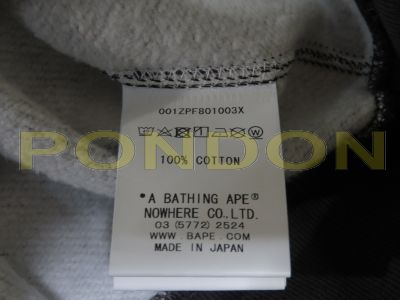 001ZPF801003X
100% COTTON
PONDON
*A BATHING APE®
NOWHERE CO.,LTD.
03 (5772) 2524
WWW.BAPE.COM
MADE IN JAPAN